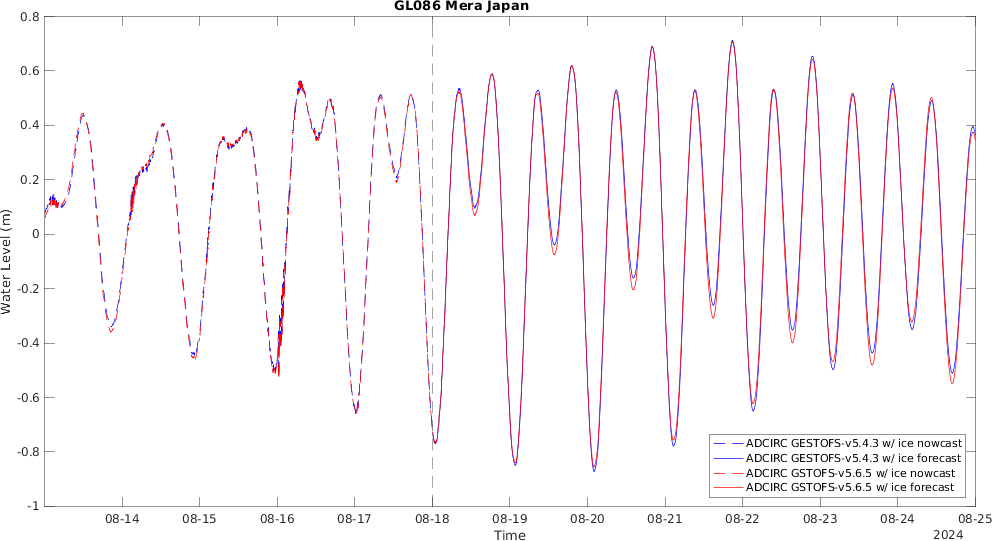 GL086 Mera Japan
0.8
0.6
0.4
0.2
0
-0.2
-0.4
-0.6
-0.8
-1
Water Level (m)
ADCIRC GESTOFS-v5.4.3 w/ ice nowcast
ADCIRC GESTOFS-v5.4.3 w/ ice forecast
ADCIRC GSTOFS-v5.6.5 w/ ice nowcast
ADCIRC GSTOFS-v5.6.5 w/ ice forecast
08-14 08-15 08-16 08-17 08-18 08-19 08-20 08-21 08-22 08-23 08-24 08-25
Time
2024